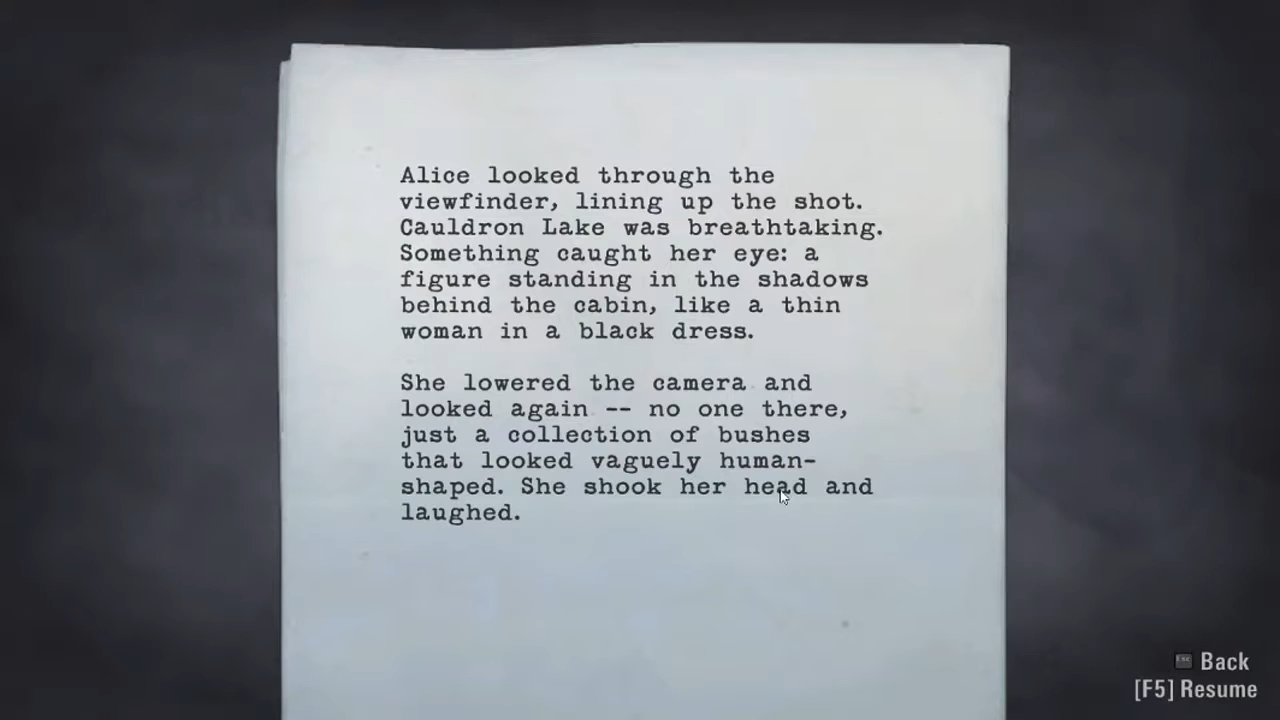 Alice looked through the
viewfinder, lining up the shot.
Cauldron Lake was breathtaking.
Something caught her eye: a
figure standing in the shadows
behind the cabin, like a thin
woman in a black dress.
She lowered the camera and
looked again -- no one there,
just a collection of bushes
that looked vaguely human-
shaped. She shook her head and
laughed.
Esc Back
[F5] Resume